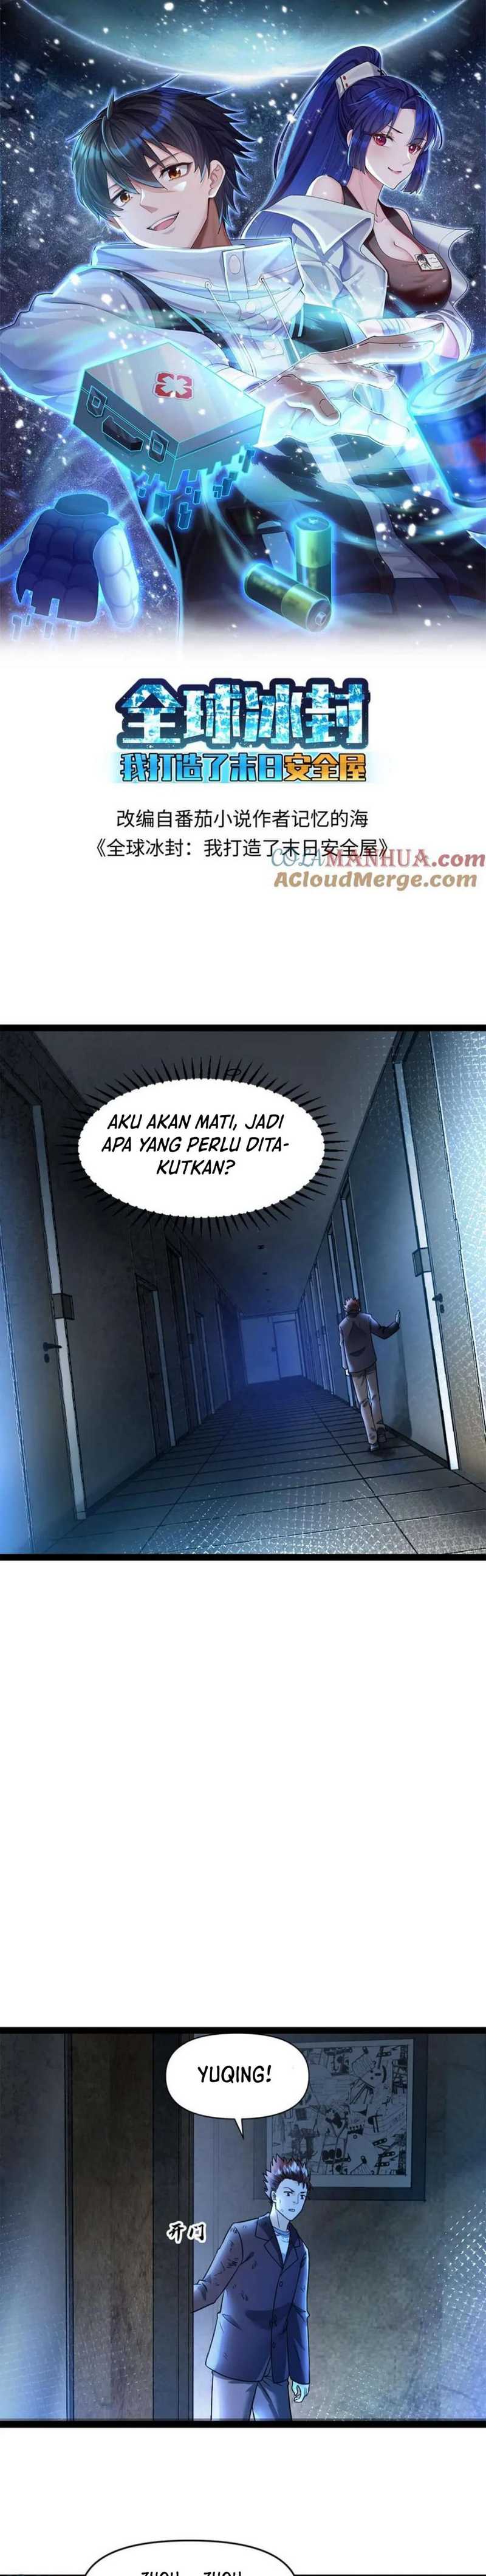 全球冰封
我打造了末日安全屋
改编自番茄小说作者记忆的海
《全球冰封：我打造了末日安全屋》
COLAMANHUA.com
ACloudMerge.com
AKU AKAN MATI, JADI
APA YANG PERLU DITA-
KUTKAN?
YUQING!
开门